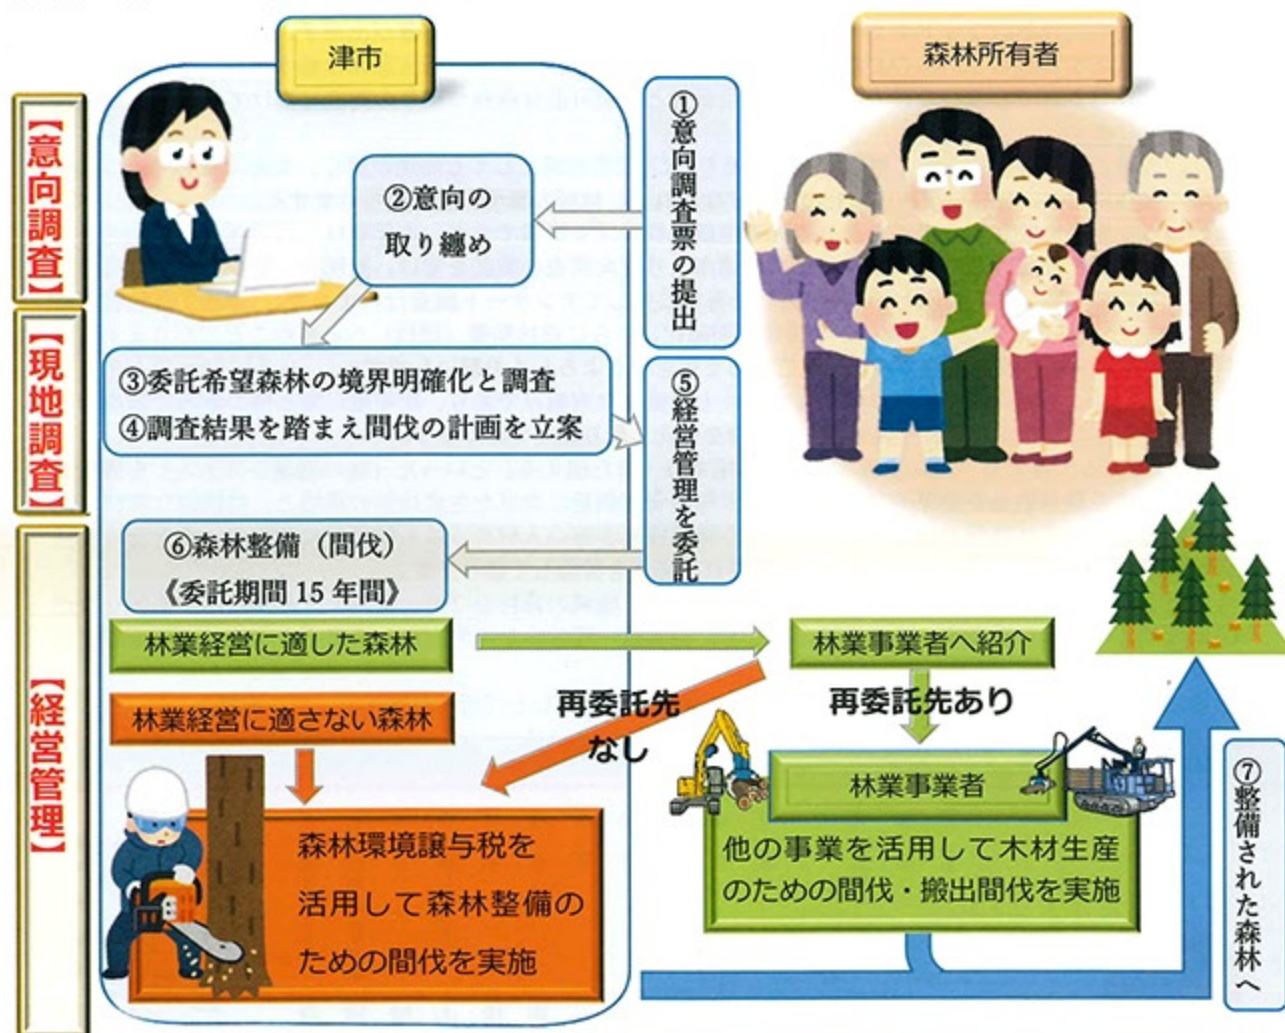 津市
森林所有者
【意向調査】
①意向調査票の提出
②意向の
取り纏め
【現地調査】
③委託希望森林の境界明確化と調査
④調査結果を踏まえ間伐の計画を立案
⑤経営管理を委託
【経営管理】
⑥森林整備（間伐）
《委託期間 15 年間》
林業経営に適した森林
林業事業者へ紹介
林業経営に適さない森林
再委託先
なし
再委託先あり
林業事業者
他の事業を活用して木材生産
のための間伐・搬出間伐を実施
森林環境譲与税を
活用して森林整備の
ための間伐を実施
⑦整備された森林へ